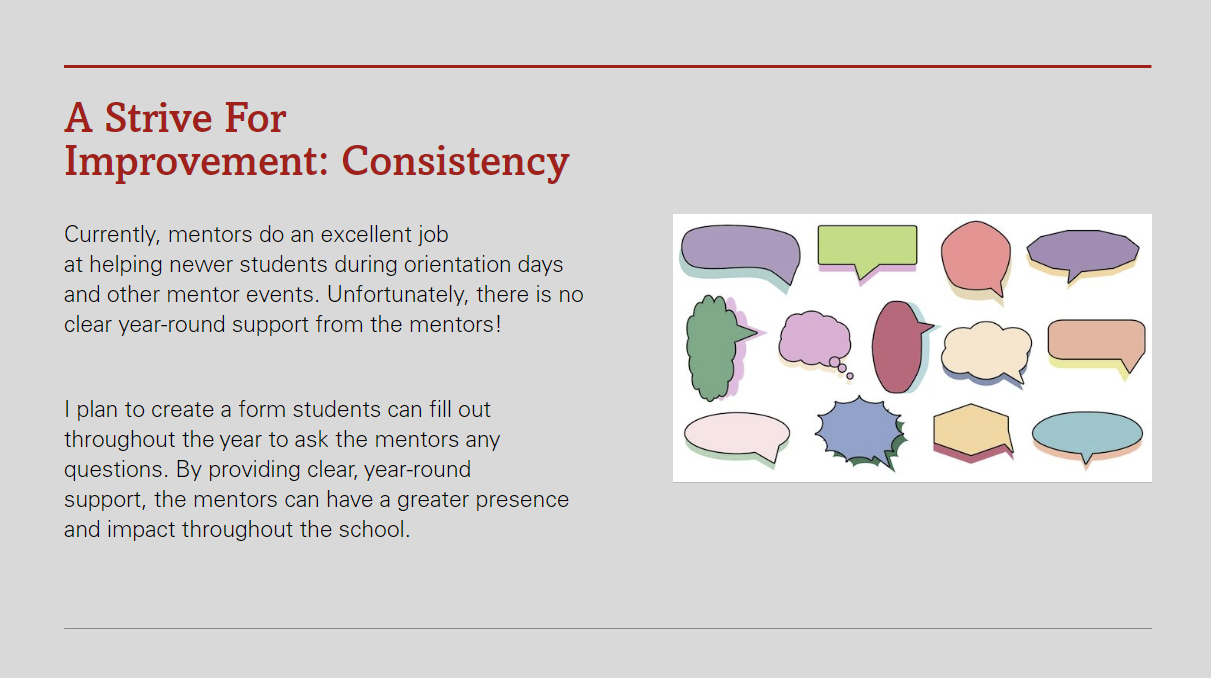 A Strive For
Improvement: Consistency
Currently, mentors do an excellent job
at helping newer students during orientation days
and other mentor events. Unfortunately, there is no
clear year-round support from the mentors!
I plan to create a form students can fill out
throughout the year to ask the mentors any
questions. By providing clear, year-round
support, the mentors can have a greater presence
and impact throughout the school.